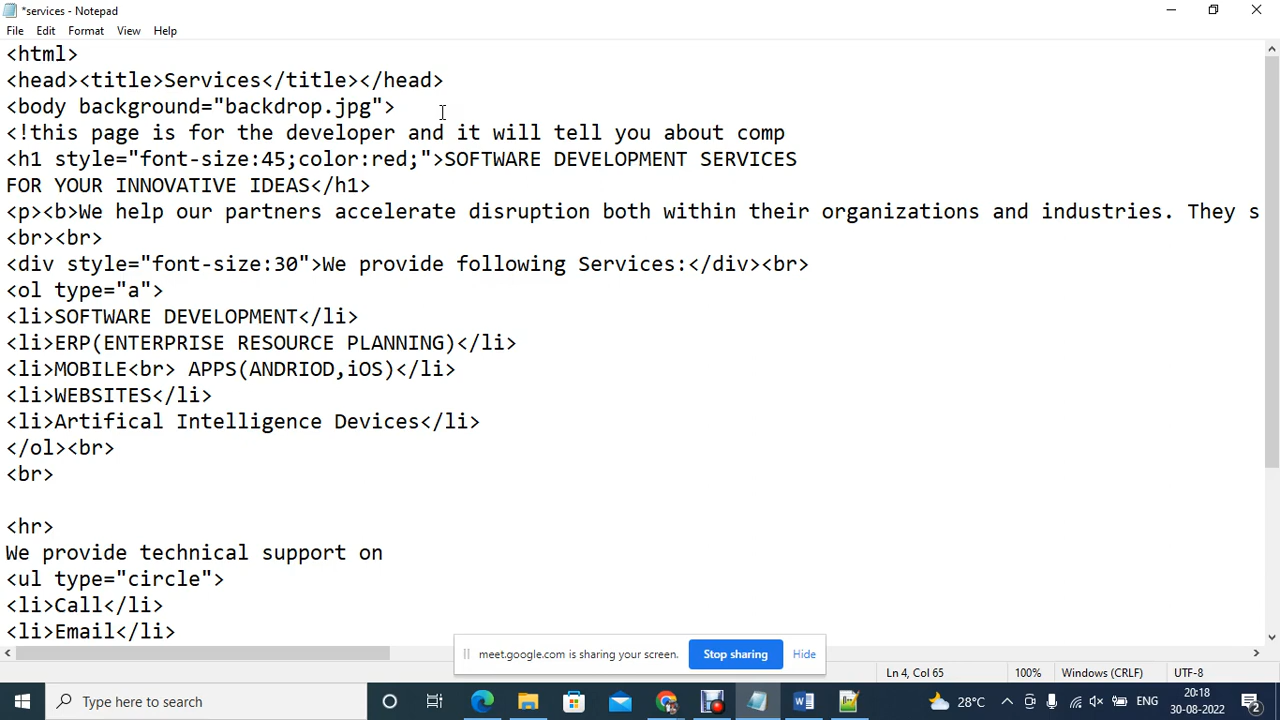 *services - Notepad
File Edit Format View Help
<html>
<head><title>Services</title></head>
<body background="backdrop.jpg">
<!this page is for the developer and it will tell you about comp
<h1 style="font-size:45;color:red;">SOFTWARE DEVELOPMENT SERVICES
FOR YOUR INNOVATIVE IDEAS</h1>
<p><b>We help our partners accelerate disruption both within their organizations and industries. They s
<br><br>
<div style="font-size:30">We provide following Services:</div><br>
<ol type="a">
<li>SOFTWARE DEVELOPMENT</li>
<li>ERP(ENTERPRISE RESOURCE PLANNING)</li>
<li>MOBILE<br> APPS(ANDRIOD,iOS)</li>
<li>WEBSITES</li>
<li>Artifical Intelligence Devices</li>
</ol><br>
<br>
<hr>
We provide technical support on
<ul type="circle">
<li>Call</li>
<li>Email</li>
meet.google.com is sharing your screen. Stop sharing Hide
Ln 4, Col 65 100% Windows (CRLF) UTF-8
Type here to search 28°C ENG 20:18
30-08-2022 2